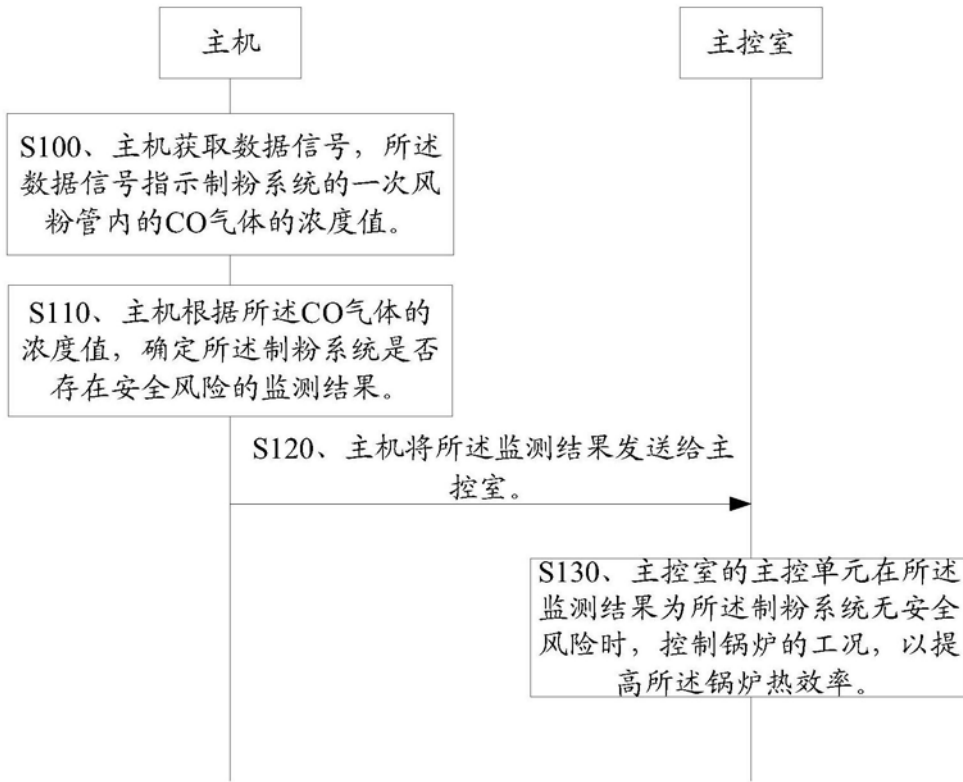 主机
主控室
S100、主机获取数据信号，所述
数据信号指示制粉系统的一次风
粉管内的CO气体的浓度值。
S110、主机根据所述CO气体的
浓度值，确定所述制粉系统是否
存在安全风险的监测结果。
S120、主机将所述监测结果发送给主
控室。
S130、主控室的主控单元在所述
监测结果为所述制粉系统无安全
风险时，控制锅炉的工况，以提
高所述锅炉热效率。